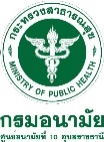 กระทรวงสาธารณสุข
MINISTRY OF PUBLIC HEALTH
กรมอนามัย
ศูนย์อนามัยที่ 10 อุบลราชธานี